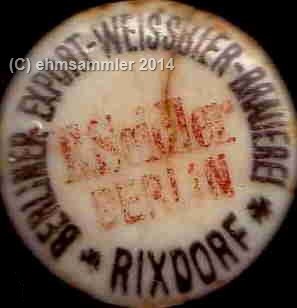 (C) ehmsammler 2014
BERLINER EXPORT-WEISSBIER-BRAUEREI
BERLIN
RIXDORF